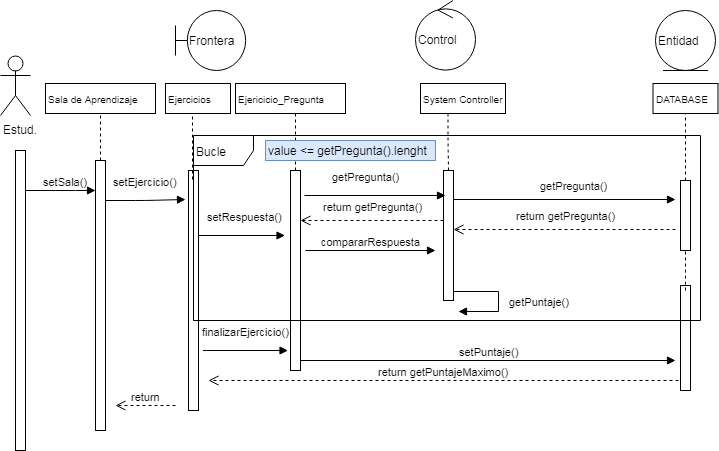 Frontera
Control
Entidad
Estud.
Sala de Aprendizaje
Ejercicios
Ejericicio_Pregunta
System Controller
DATABASE
Bucle
value <= getPregunta().lenght
setSala()
setEjercicio()
getPregunta()
getPregunta()
return getPregunta()
return getPregunta()
setRespuesta()
compararRespuesta
getPuntaje()
finalizarEjercicio()
setPuntaje()
return getPuntajeMaximo()
return